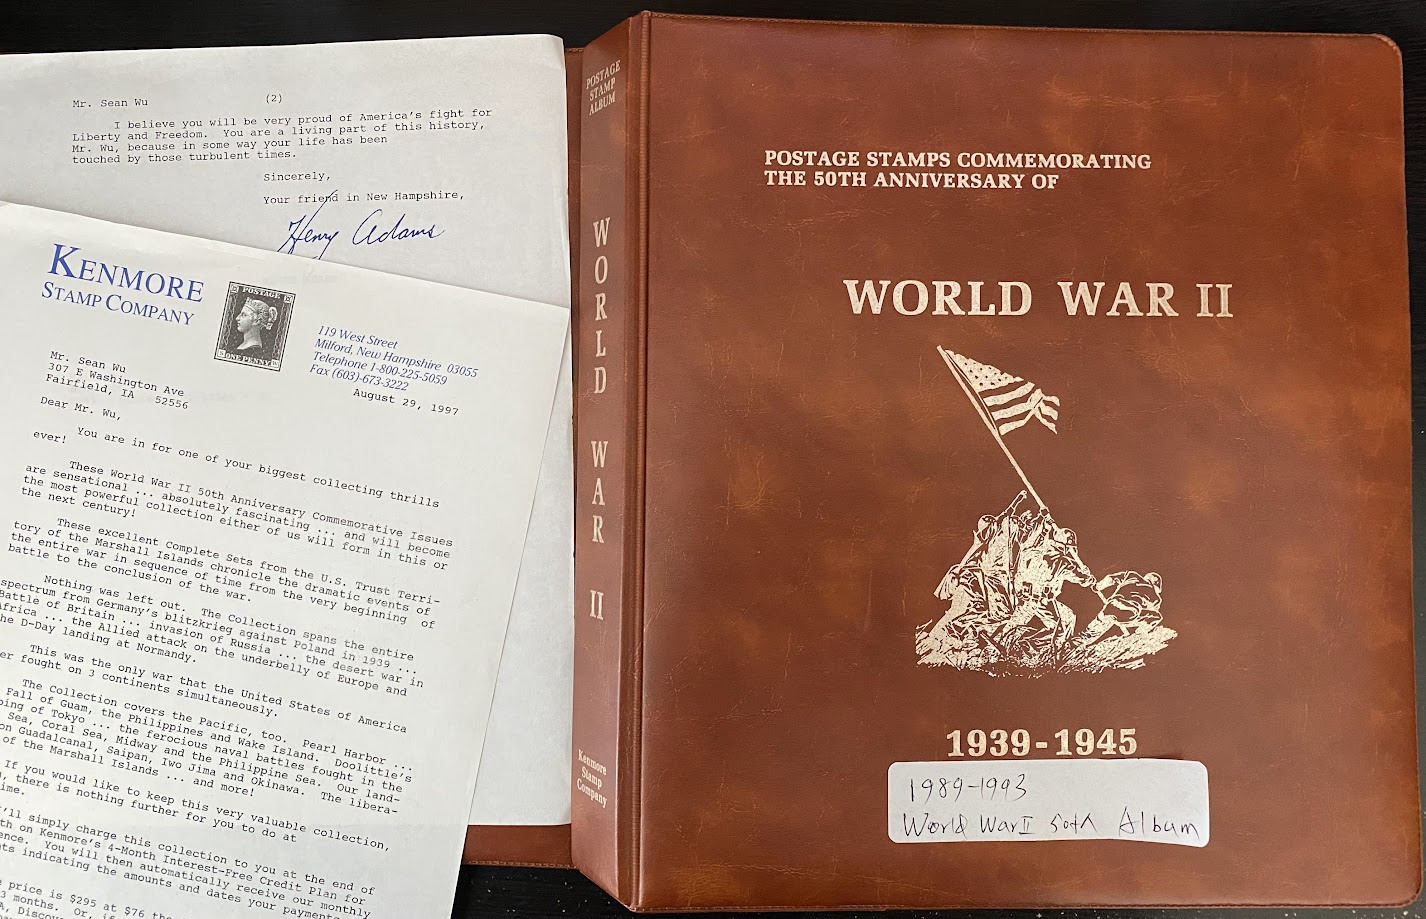 Mr. Sean Wu (2)
I believe you will be very proud of America's fight for
Liberty and Freedom. You are a living part of this history,
Mr. Wu, because in some way your life has been
touched by those turbulent times.
Sincerely,
Your friend in New Hampshire,
Henry Adams
KENMORE
STAMP COMPANY
POSTAGE
ONE PENNY
119 West Street
Milford, New Hampshire 03055
Telephone 1-800-225-5059
Fax (603)-673-3222
August 29, 1997
Mr. Sean Wu
307 E Washington Ave
Fairfield, IA 52556
Dear Mr. Wu,
You are in for one of your biggest collecting thrills
ever!
These World War II 50th Anniversary Commemorative Issues
are sensational ... absolutely fascinating ... and will become
the most powerful collection either of us will form in this or
the next century!
These excellent Complete Sets from the U.S. Trust Terri-
tory of the Marshall Islands chronicle the dramatic events of
the entire war in sequence of time from the very beginning of
battle to the conclusion of the war.
Nothing was left out. The Collection spans the entire
spectrum from Germany's blitzkrieg against Poland in 1939 ...
Battle of Britain ... invasion of Russia ... the desert war in
Africa ... the Allied attack on the underbelly of Europe and
he D-Day landing at Normandy.
This was the only war that the United States of America
er fought on 3 continents simultaneously.
The Collection covers the Pacific, too. Pearl Harbor ...
Fall of Guam, the Philippines and Wake Island. Doolittle's
ing of Tokyo ... the ferocious naval battles fought in the
Sea, Coral Sea, Midway and the Philippine Sea. Our land-
on Guadalcanal, Saipan, Iwo Jima and Okinawa. The libera-
of the Marshall Islands ... and more!
If you would like to keep this very valuable collection,
, there is nothing further for you to do at
ime.
'll simply charge this collection to you at the end of
th on Kenmore's 4-Month Interest-Free Credit Plan for
ence. You will then automatically receive our monthly
ts indicating the amounts and dates your payments
price is $295 at $76 the
3 months. Or, if
A, Discov
POSTAGE
STAMP
ALBUM
WORLD WAR II
Kenmore
Stamp
Company
POSTAGE STAMPS COMMEMORATING
THE 50TH ANNIVERSARY OF
WORLD WAR II
1939-1945
1989-1993
World War II 50th Album